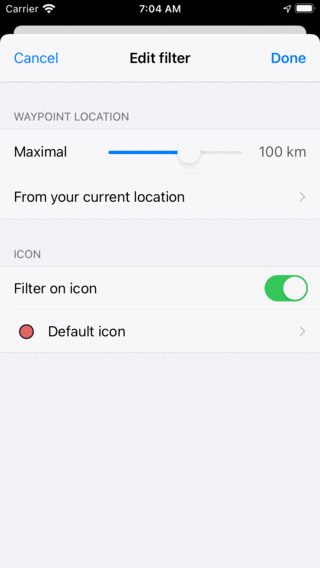 Carrier 7:04 AM
Cancel Edit filter Done
WAYPOINT LOCATION
Maximal 100 km
From your current location
ICON
Filter on icon
Default icon